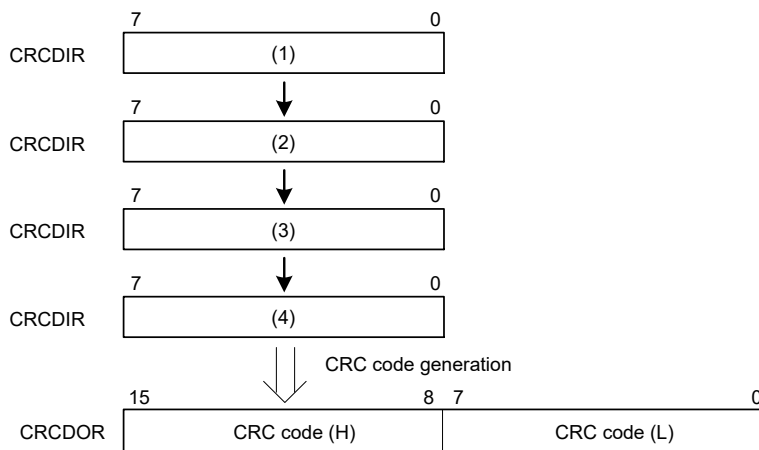 7 0
CRCDIR (1)
7 0
CRCDIR (2)
7 0
CRCDIR (3)
7 0
CRCDIR (4)
CRC code generation
15 8 7 0
CRCDOR CRC code (H) CRC code (L)